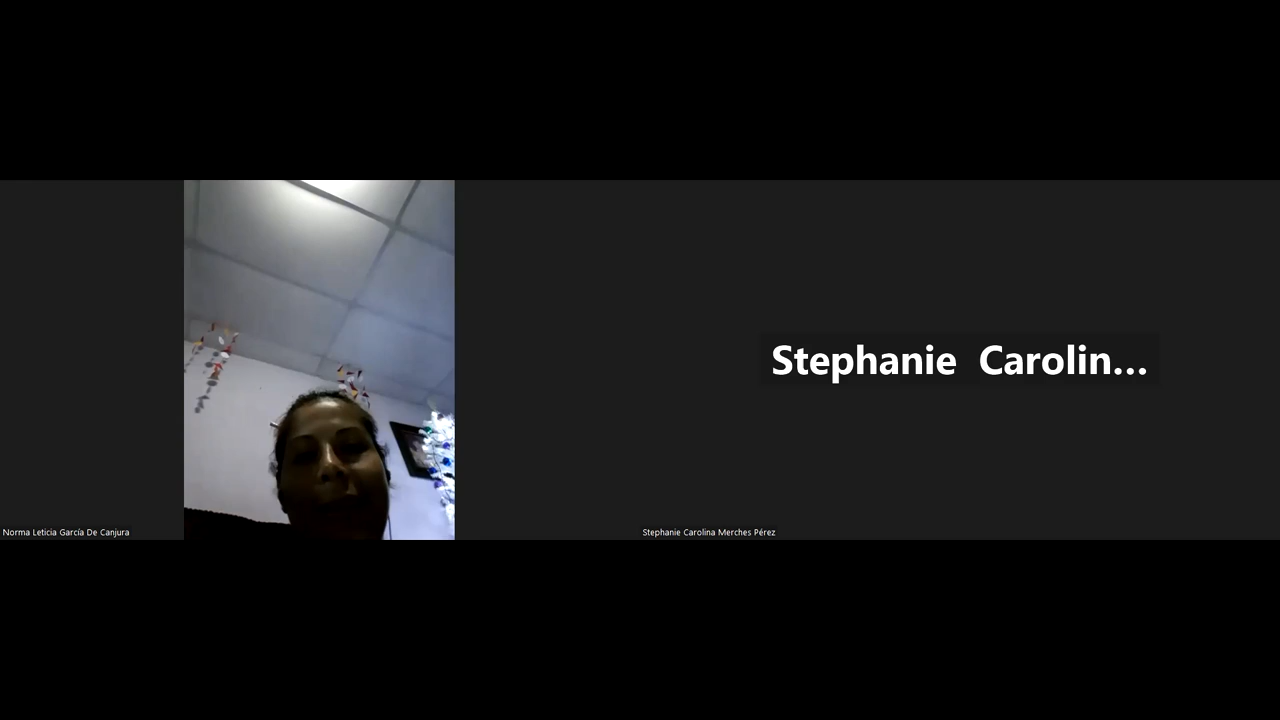 Stephanie Carolin...
Norma Leticia García De Canjura
Stephanie Carolina Merches Pérez